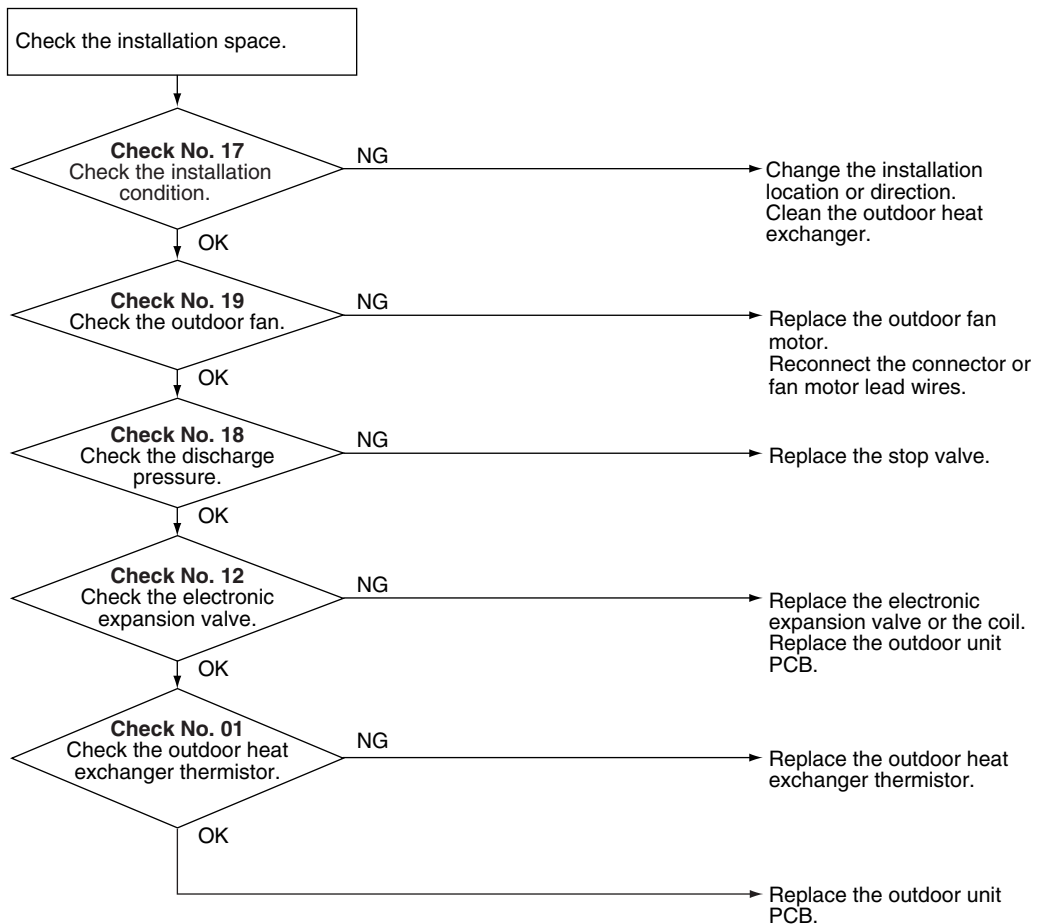 Check the installation space.
Check No. 17
Check the installation
condition.
NG
Change the installation
location or direction.
Clean the outdoor heat
exchanger.
OK
Check No. 19
Check the outdoor fan.
NG
Replace the outdoor fan
motor.
Reconnect the connector or
fan motor lead wires.
OK
Check No. 18
Check the discharge
pressure.
NG
Replace the stop valve.
OK
Check No. 12
Check the electronic
expansion valve.
NG
Replace the electronic
expansion valve or the coil.
Replace the outdoor unit
PCB.
OK
Check No. 01
Check the outdoor heat
exchanger thermistor.
NG
Replace the outdoor heat
exchanger thermistor.
OK
Replace the outdoor unit
PCB.